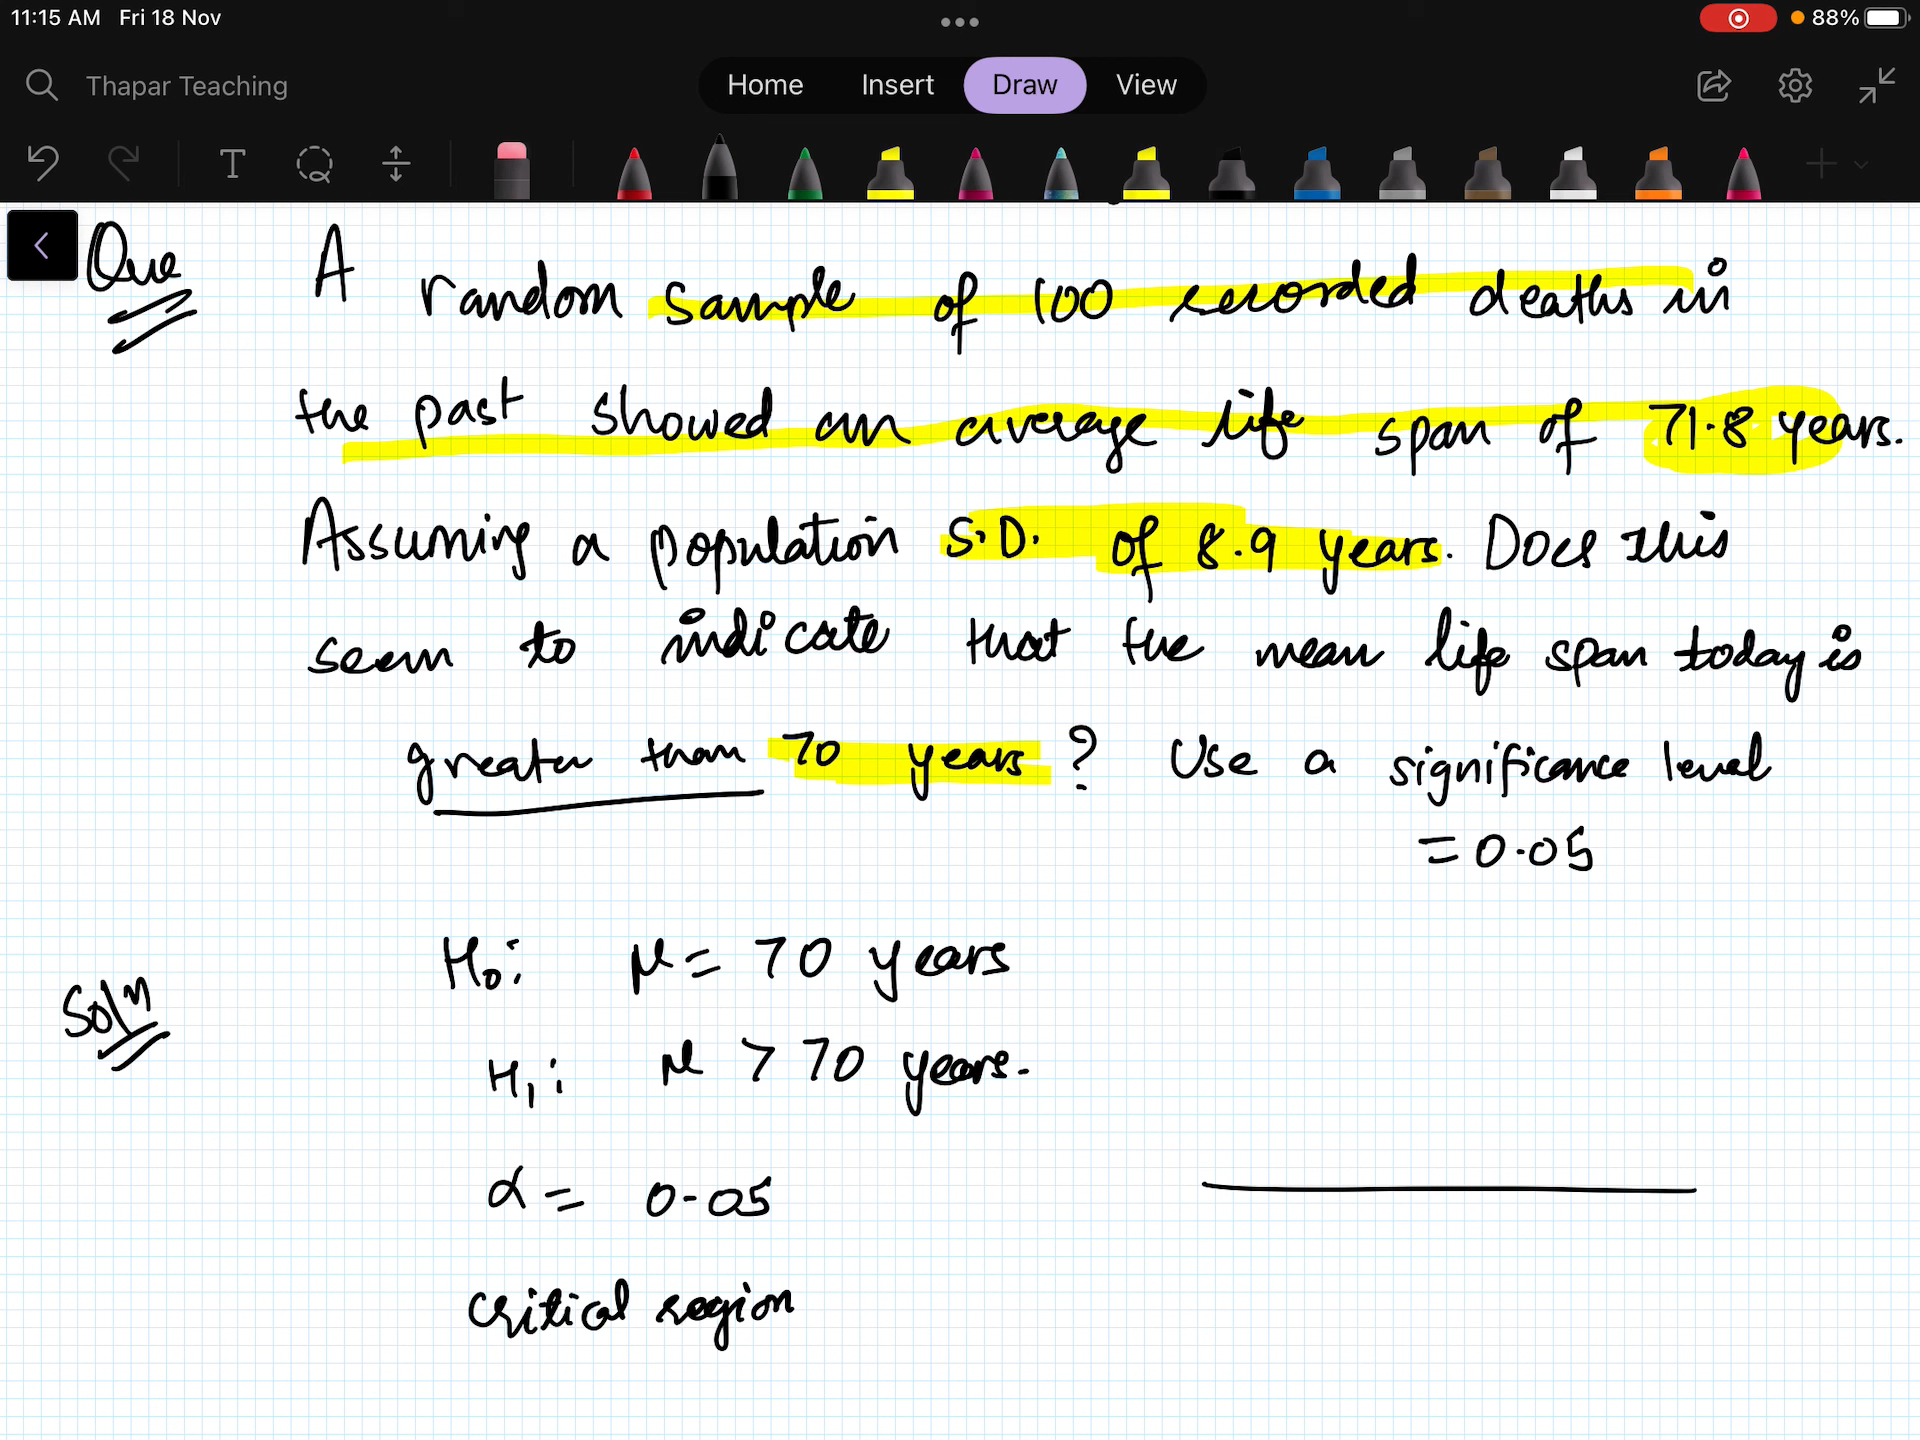 11:15 AM Fri 18 Nov
88%
Thapar Teaching
Home Insert Draw View
T
Que A random sample of 100 recorded deaths in
the past showed an average life span of 71.8 years.
Assuming a population S.D. of 8.9 years. Does this
seem to indicate that the mean life span today is
greater than 70 years? Use a significance level
= 0.05
Soln
H₀: μ = 70 years
H₁: μ > 70 years.
α = 0.05
critical region